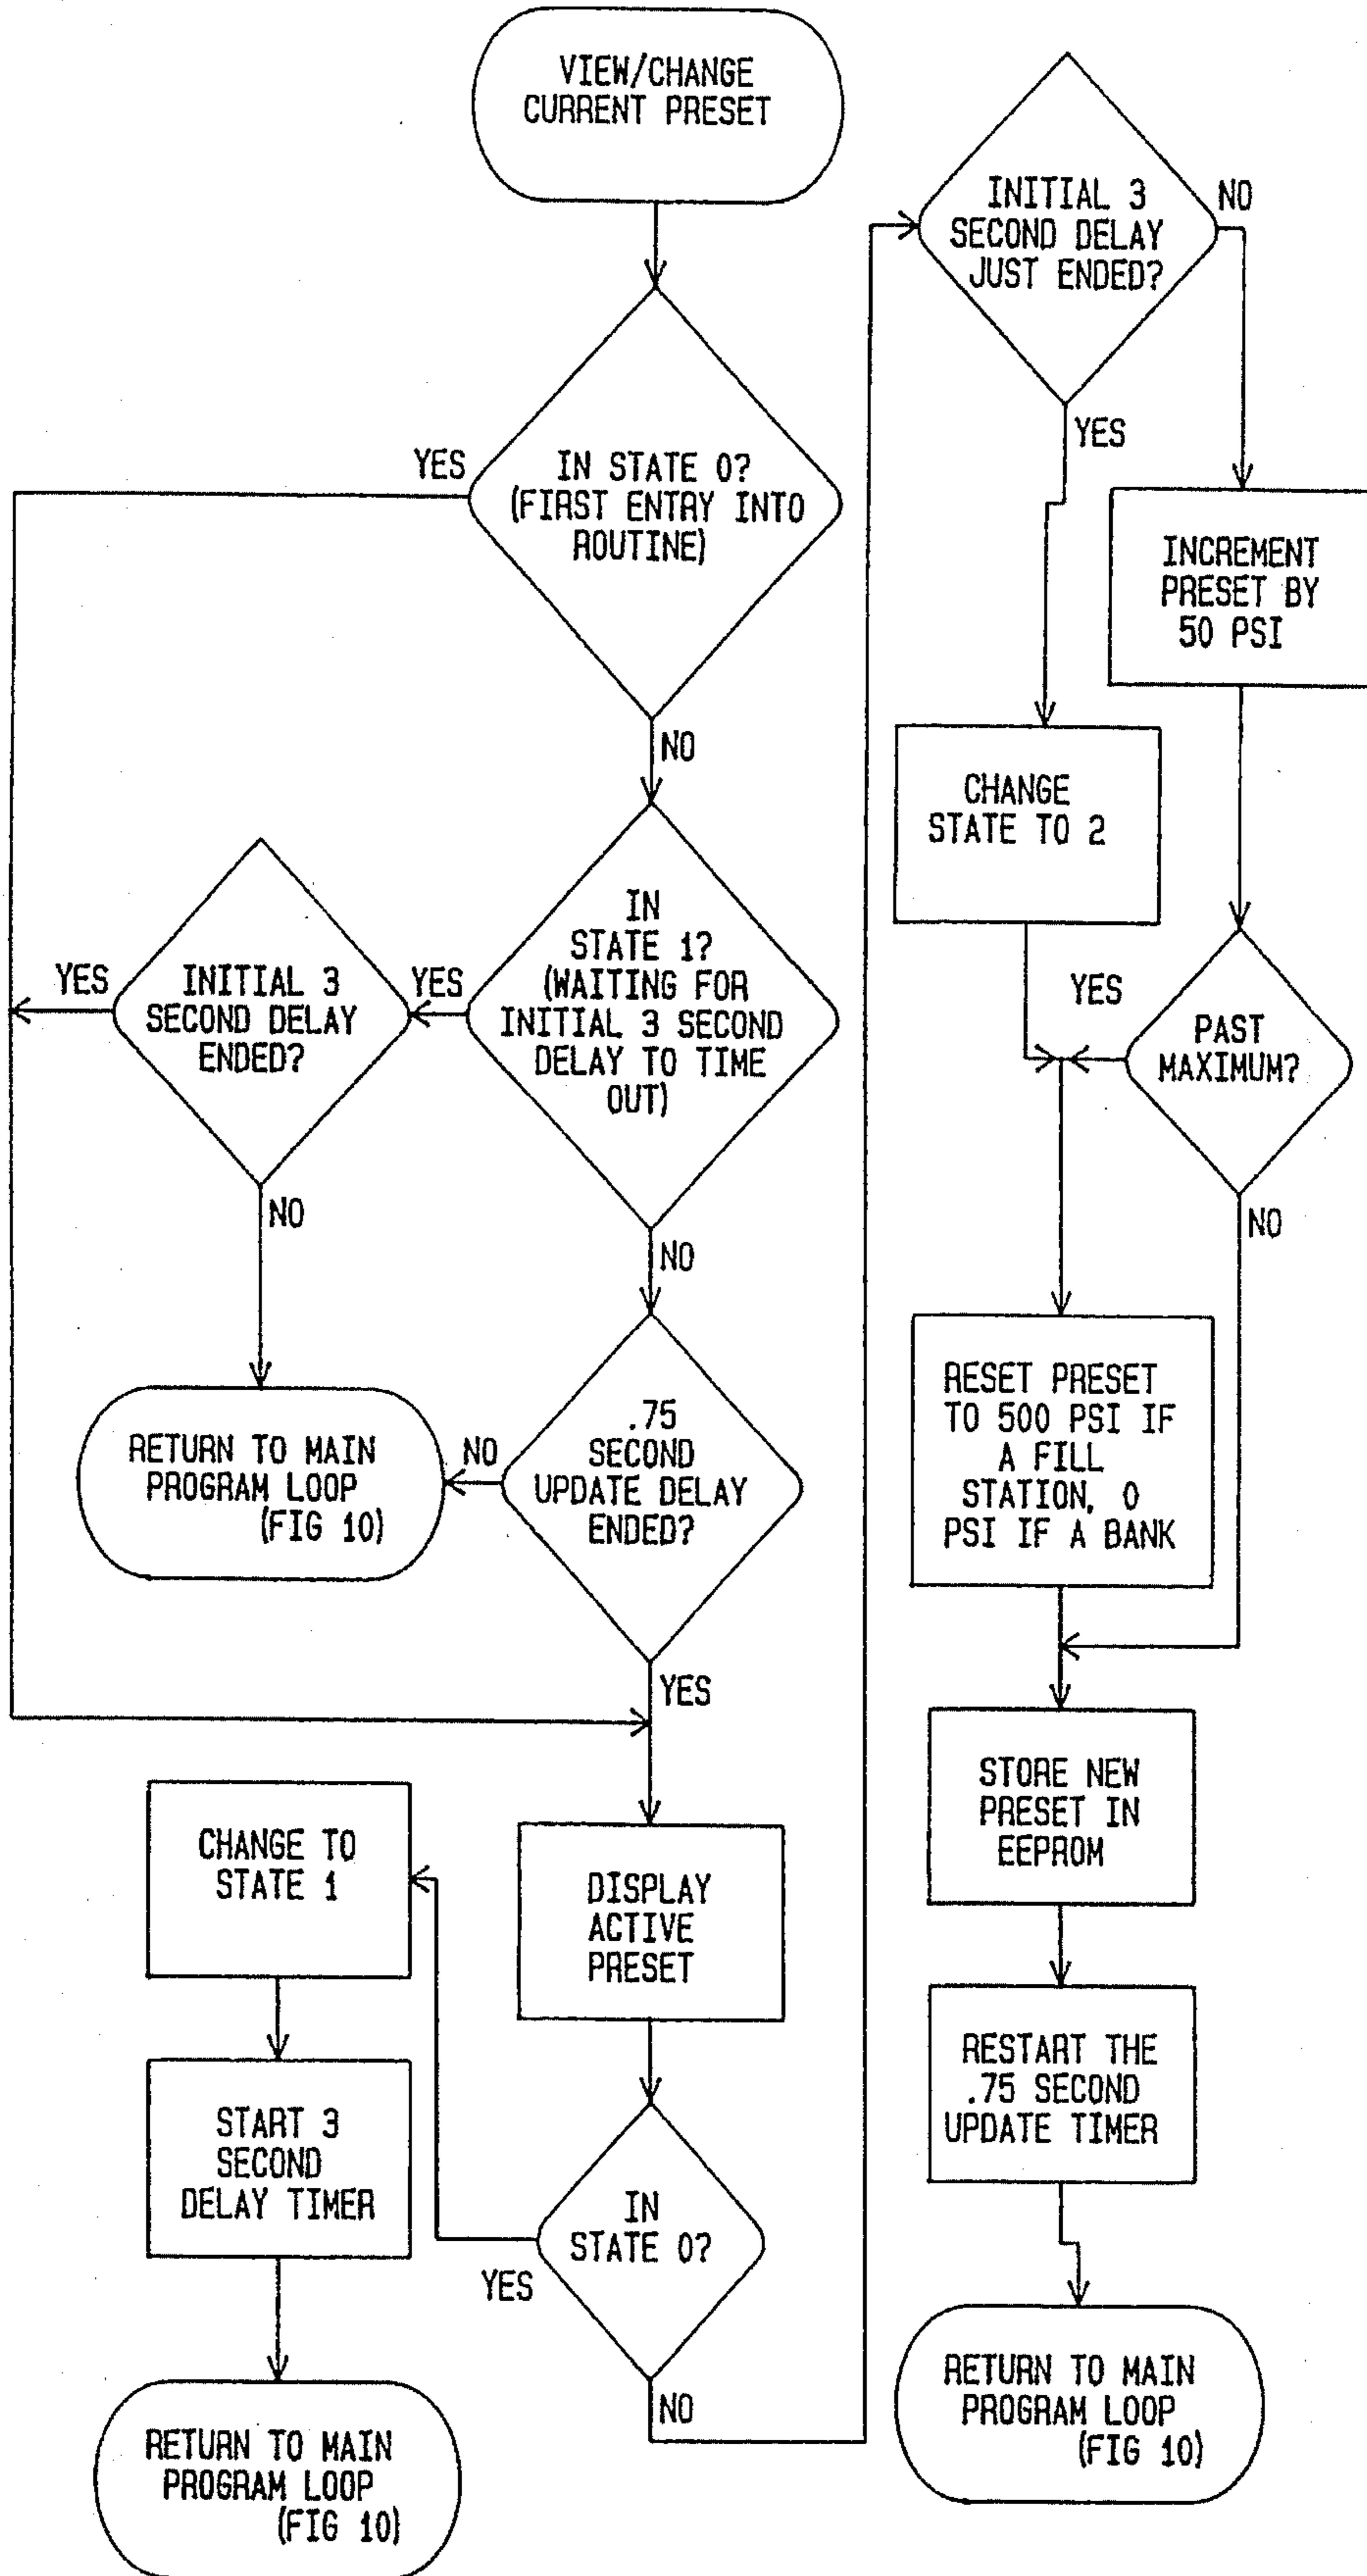 VIEW/CHANGE
CURRENT PRESET
IN STATE 0?
(FIRST ENTRY INTO
ROUTINE)
YES
NO
IN
STATE 1?
(WAITING FOR
INITIAL 3 SECOND
DELAY TO TIME
OUT)
YES
INITIAL 3
SECOND DELAY
ENDED?
YES
NO
NO
.75
SECOND
UPDATE DELAY
ENDED?
NO
RETURN TO MAIN
PROGRAM LOOP
(FIG 10)
YES
DISPLAY
ACTIVE
PRESET
IN
STATE 0?
YES
CHANGE TO
STATE 1
START 3
SECOND
DELAY TIMER
RETURN TO MAIN
PROGRAM LOOP
(FIG 10)
NO
INITIAL 3
SECOND DELAY
JUST ENDED?
NO
YES
INCREMENT
PRESET BY
50 PSI
CHANGE
STATE TO 2
YES
PAST
MAXIMUM?
NO
RESET PRESET
TO 500 PSI IF
A FILL
STATION, 0
PSI IF A BANK
STORE NEW
PRESET IN
EEPROM
RESTART THE
.75 SECOND
UPDATE TIMER
RETURN TO MAIN
PROGRAM LOOP
(FIG 10)